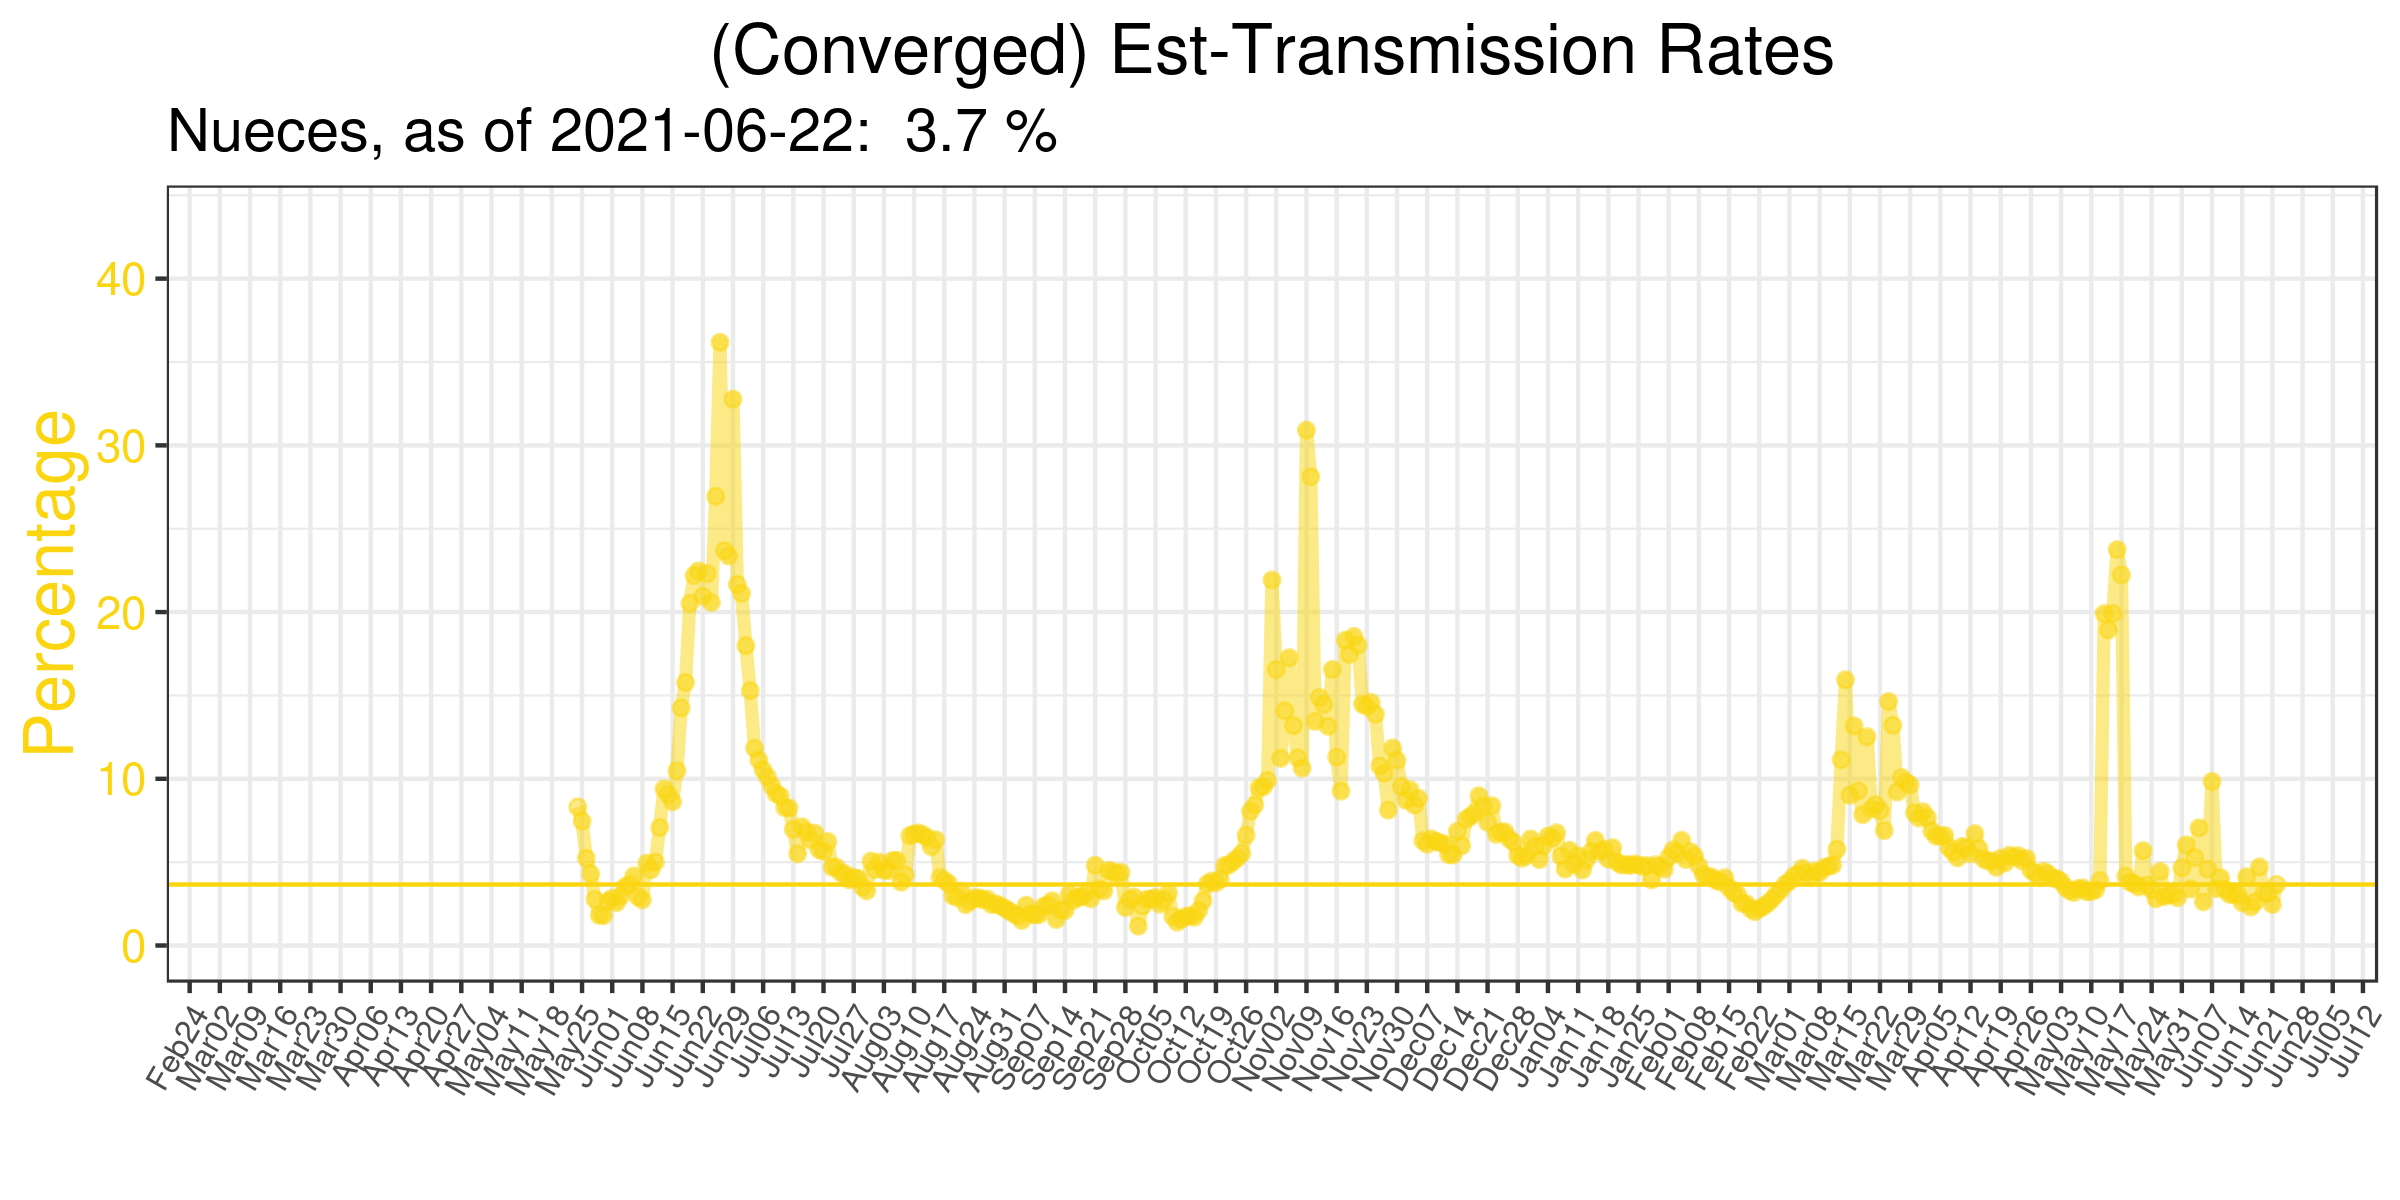 (Converged) Est-Transmission Rates
Nueces, as of 2021-06-22: 3.7 %
Percentage
40
30
20
10
0
Feb24
Mar02
Mar09
Mar16
Mar23
Mar30
Apr06
Apr13
Apr20
Apr27
May04
May11
May18
May25
Jun01
Jun08
Jun15
Jun22
Jun29
Jul06
Jul13
Jul20
Jul27
Aug03
Aug10
Aug17
Aug24
Aug31
Sep07
Sep14
Sep21
Sep28
Oct05
Oct12
Oct19
Oct26
Nov02
Nov09
Nov16
Nov23
Nov30
Dec07
Dec14
Dec21
Dec28
Dec04
Jan11
Jan18
Jan25
Feb01
Feb08
Feb15
Feb22
Mar01
Mar08
Mar15
Mar22
Mar29
Mar05
Apr12
Apr19
Apr26
May03
May10
May17
May24
May31
May07
Jun14
Jun21
Jun28
Jul05
Jul12